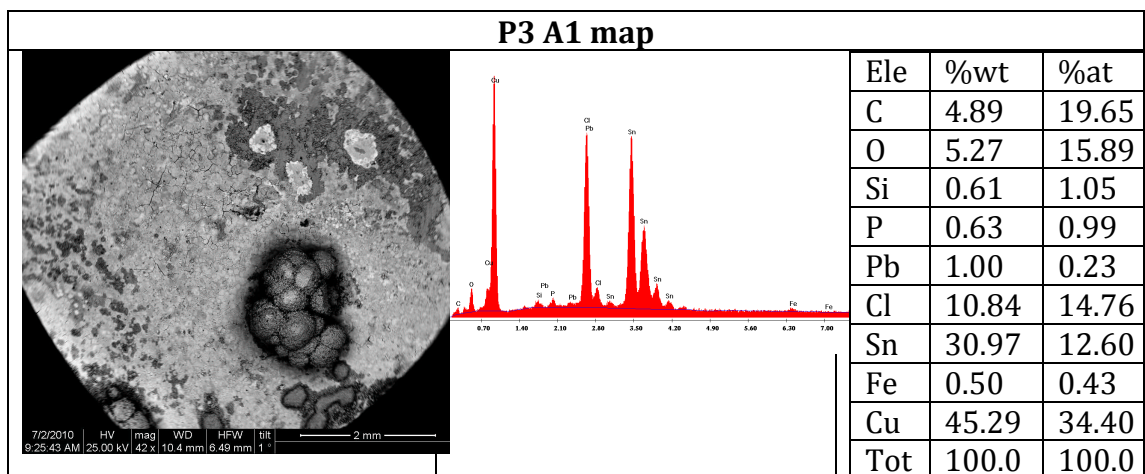 P3 A1 map
Ele %wt %at
C 4.89 19.65
O 5.27 15.89
Si 0.61 1.05
P 0.63 0.99
Pb 1.00 0.23
Cl 10.84 14.76
Sn 30.97 12.60
Fe 0.50 0.43
Cu 45.29 34.40
Tot 100.0 100.0
Cu
Cl
Pb
Sn
Sn
Cu
O
C
Si
Pb
P
Pb
Cl
Sn
Sn
Sn
Fe
Fe
0.70 1.40 2.10 2.80 3.50 4.20 4.90 5.60 6.30 7.00
7/2/2010 HV mag WD HFW tilt
9:25:43 AM 25.00 kV 42 x 10.4 mm 6.49 mm 1 ° 2 mm